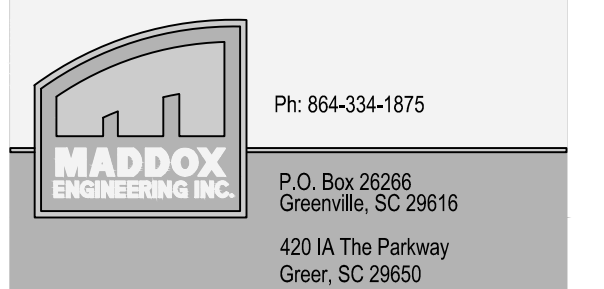 Ph: 864-334-1875
MADDOX
ENGINEERING INC.
P.O. Box 26266
Greenville, SC 29616
420 IA The Parkway
Greer, SC 29650